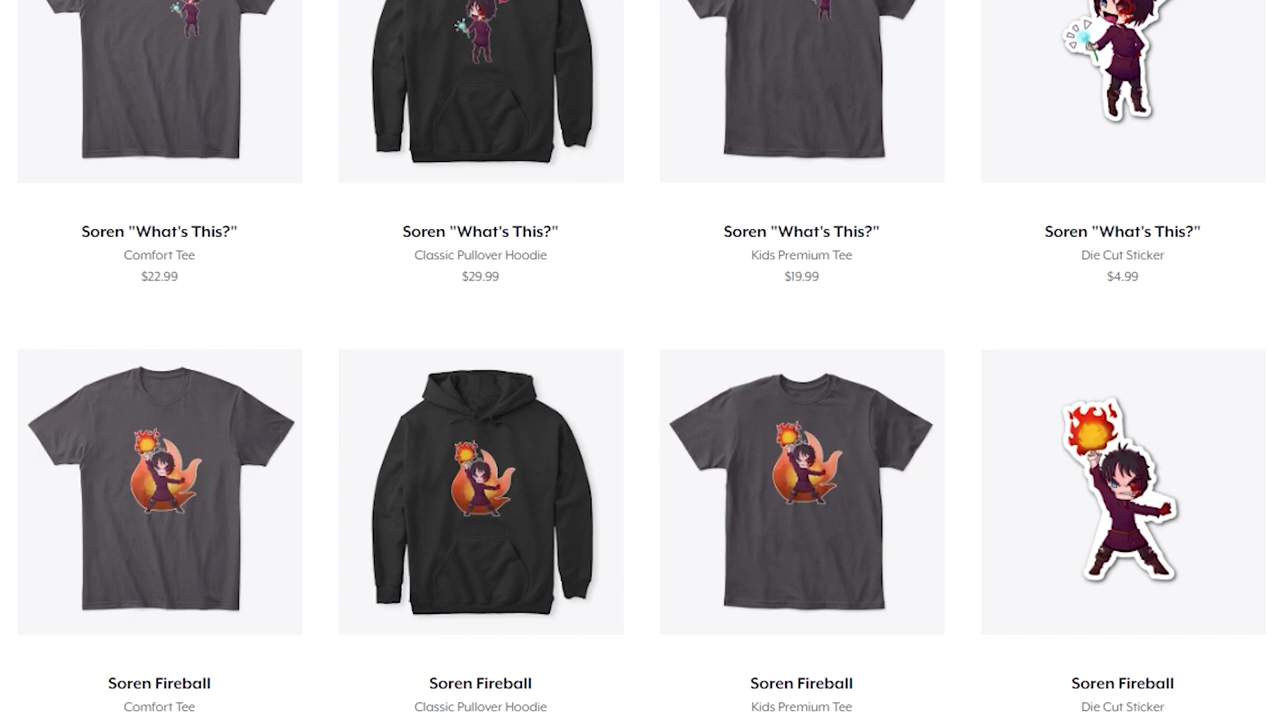 Soren "What's This?"
Comfort Tee
$22.99
Soren "What's This?"
Classic Pullover Hoodie
$29.99
Soren "What's This?"
Kids Premium Tee
$19.99
Soren "What's This?"
Die Cut Sticker
$4.99
Soren Fireball
Comfort Tee
Soren Fireball
Classic Pullover Hoodie
Soren Fireball
Kids Premium Tee
Soren Fireball
Die Cut Sticker